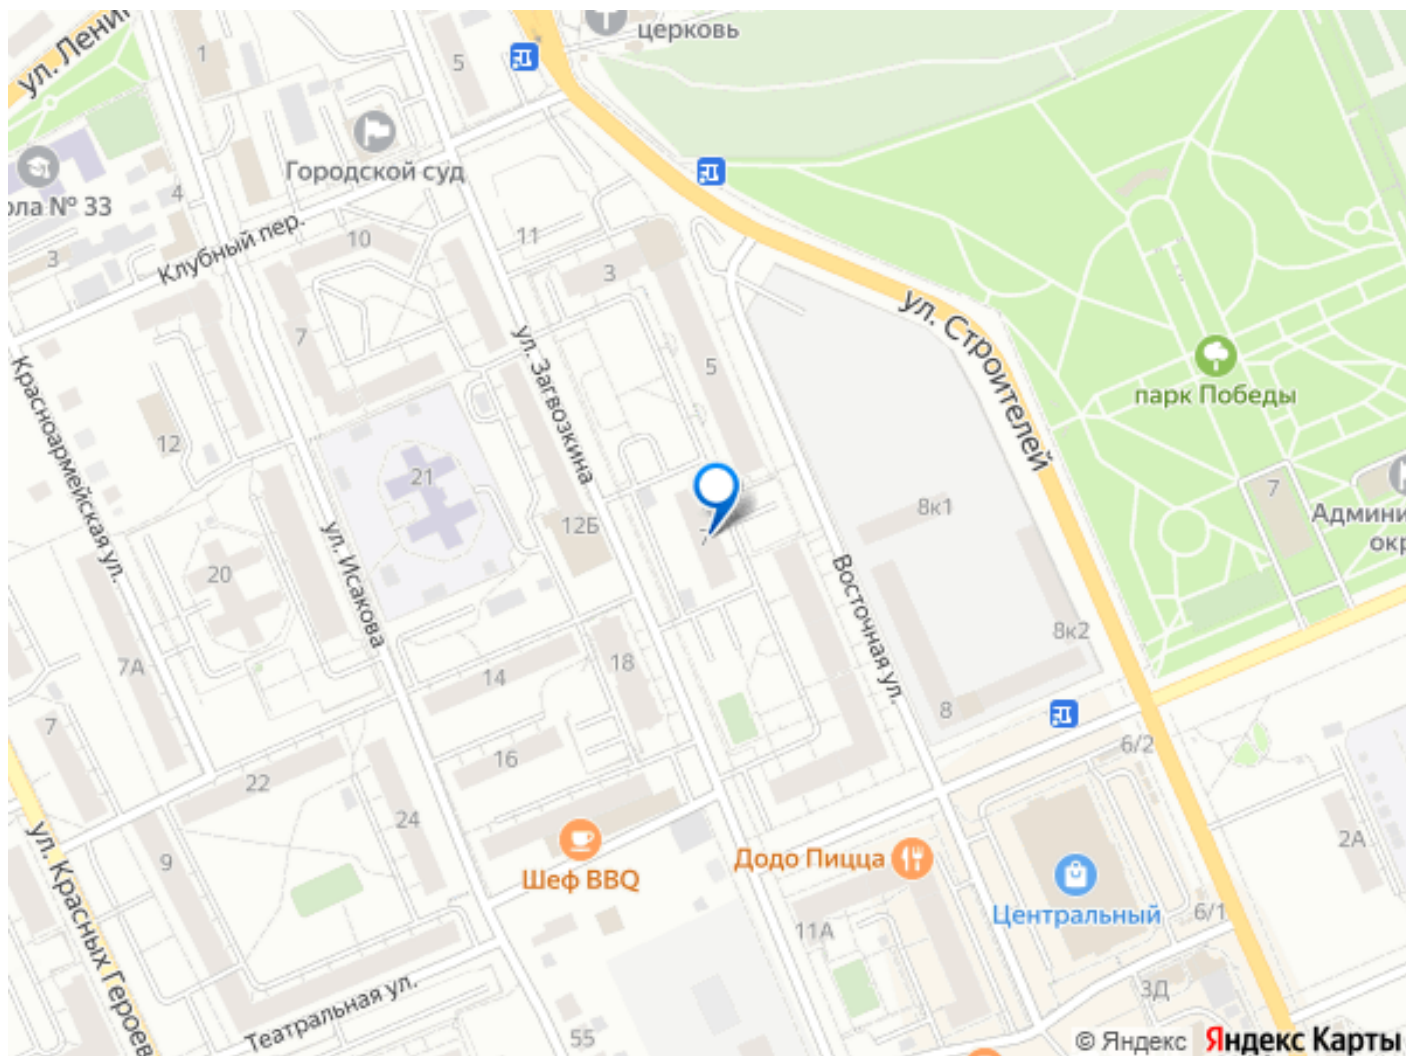 церковь
ул. Лени
1
5
Городской суд
ола № 33
4
3
Клубный пер.
10
11
3
7
ул. Загвозкина
5
ул. Строителей
парк Победы
Красноармейская ул.
12
21
12Б
8к1
7
Админи
окр
7
ул. Исакова
20
Восточная ул.
8к2
7А
14
18
8
7
16
6/2
22
24
2А
ул. Красных Героев
9
Шеф BBQ
Додо Пицца
Центральный
6/1
11А
Театральная ул.
3Д
55
© Яндекс Яндекс Карты